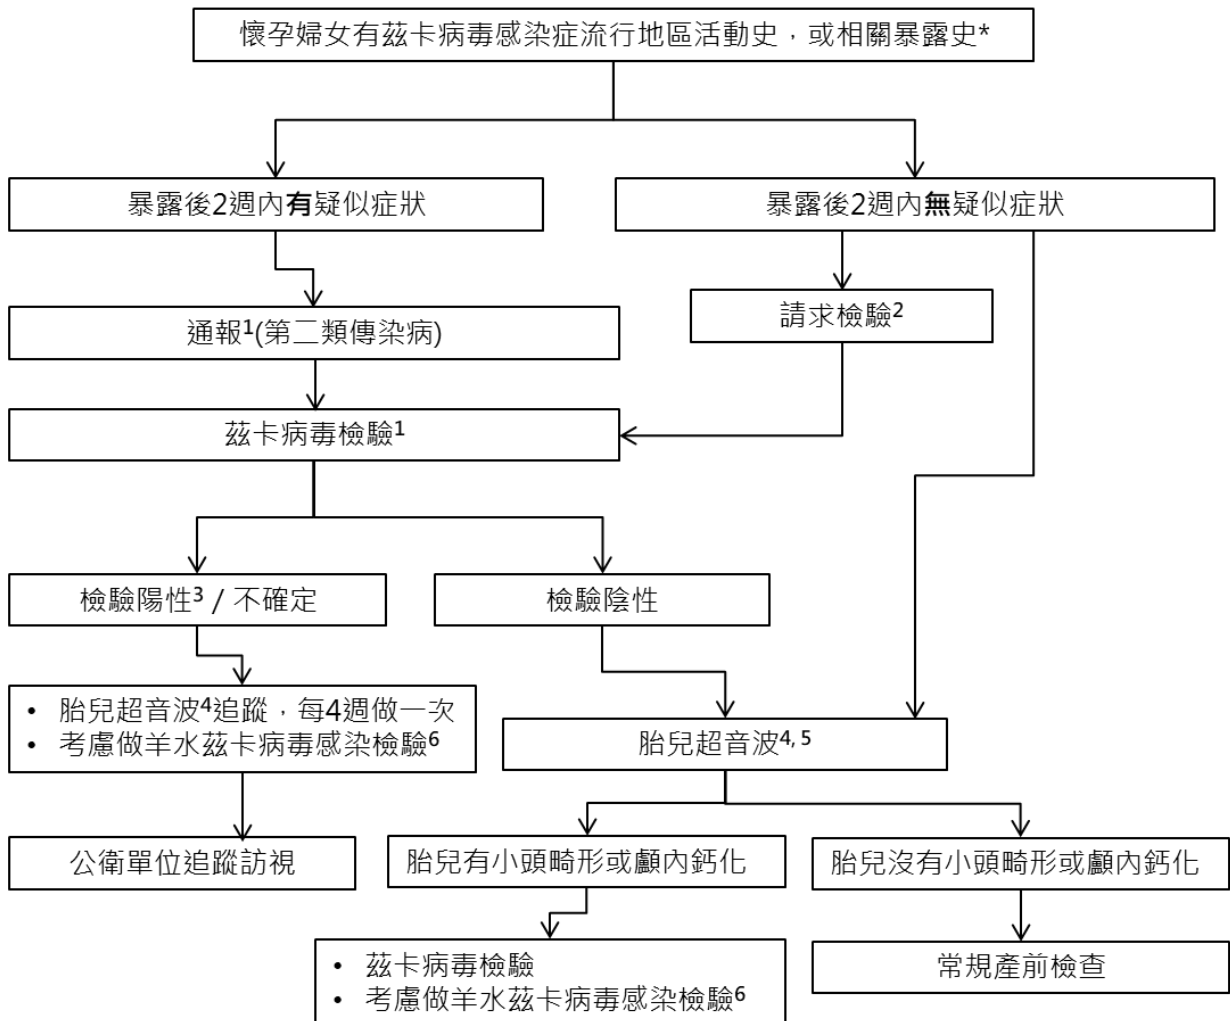 懷孕婦女有茲卡病毒感染症流行地區活動史，或相關暴露史*
暴露後2週內有疑似症狀
暴露後2週內無疑似症狀
通報1(第二類傳染病)
請求檢驗2
茲卡病毒檢驗1
檢驗陽性3 / 不確定
檢驗陰性
• 胎兒超音波4追蹤，每4週做一次
• 考慮做羊水茲卡病毒感染檢驗6
胎兒超音波4, 5
公衛單位追蹤訪視
胎兒有小頭畸形或顱內鈣化
胎兒沒有小頭畸形或顱內鈣化
• 茲卡病毒檢驗
• 考慮做羊水茲卡病毒感染檢驗6
常規產前檢查